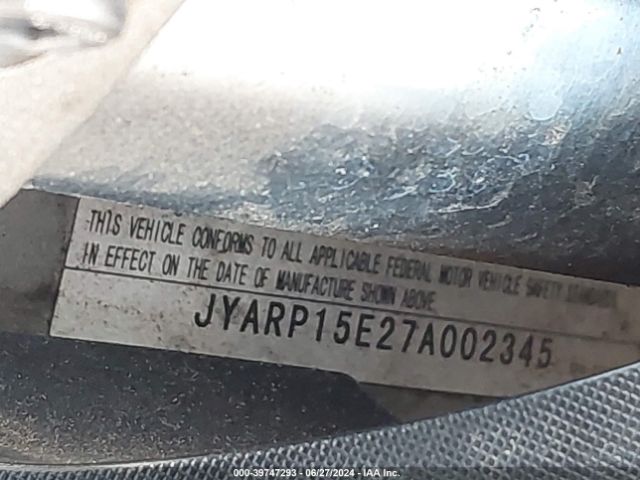 THIS VEHICLE CONFORMS TO ALL APPLICABLE FEDERAL MOTOR VEHICLE SAFETY STANDARDS
IN EFFECT ON THE DATE OF MANUFACTURE SHOWN ABOVE.
JYARP15E27A002345
000-39747293 - 06/27/2024 - IAA Inc.